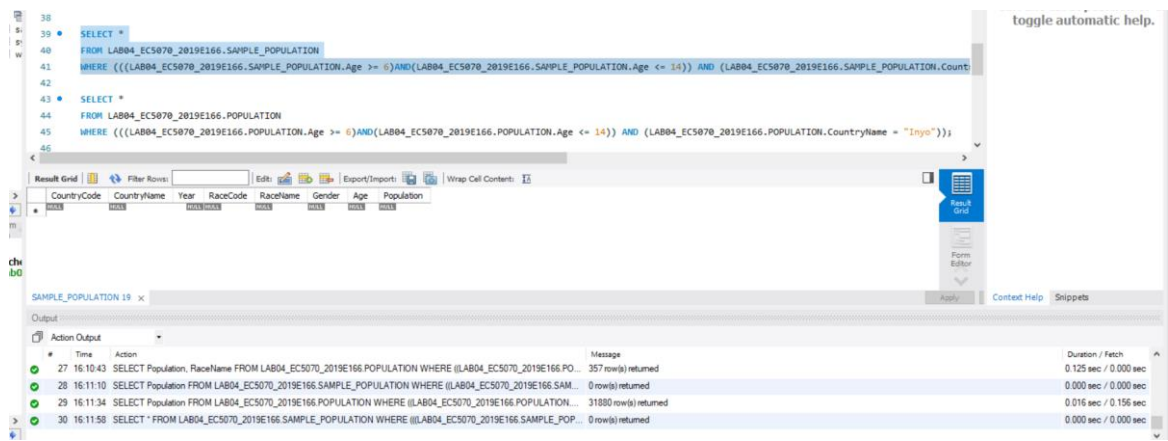 toggle automatic help.
38
39 SELECT *
40 FROM LAB04_EC5070_2019E166.SAMPLE_POPULATION
41 WHERE (((LAB04_EC5070_2019E166.SAMPLE_POPULATION.Age >= 6)AND(LAB04_EC5070_2019E166.SAMPLE_POPULATION.Age <= 14)) AND (LAB04_EC5070_2019E166.SAMPLE_POPULATION.Count
42
43 SELECT *
44 FROM LAB04_EC5070_2019E166.POPULATION
45 WHERE (((LAB04_EC5070_2019E166.POPULATION.Age >= 6)AND(LAB04_EC5070_2019E166.POPULATION.Age <= 14)) AND (LAB04_EC5070_2019E166.POPULATION.CountryName = "Inyo"));
46
Result Grid Filter Rows: Edit: Export/Import: Wrap Cell Content:
CountryCode CountryName Year RaceCode RaceName Gender Age Population
NULL NULL NULL NULL NULL NULL NULL NULL
Result Grid
Form Editor
SAMPLE_POPULATION 19 Apply Context Help Snippets
Output
Action Output
# Time Action Message Duration / Fetch
27 16:10:43 SELECT Population, RaceName FROM LAB04_EC5070_2019E166.POPULATION WHERE ((LAB04_EC5070_2019E166.PO... 357 row(s) returned 0.125 sec / 0.000 sec
28 16:11:10 SELECT Population FROM LAB04_EC5070_2019E166.SAMPLE_POPULATION WHERE ((LAB04_EC5070_2019E166.SAM... 0 row(s) returned 0.000 sec / 0.000 sec
29 16:11:34 SELECT Population FROM LAB04_EC5070_2019E166.POPULATION WHERE ((LAB04_EC5070_2019E166.POPULATION.... 31880 row(s) returned 0.016 sec / 0.156 sec
30 16:11:58 SELECT * FROM LAB04_EC5070_2019E166.SAMPLE_POPULATION WHERE (((LAB04_EC5070_2019E166.SAMPLE_POP... 0 row(s) returned 0.000 sec / 0.000 sec